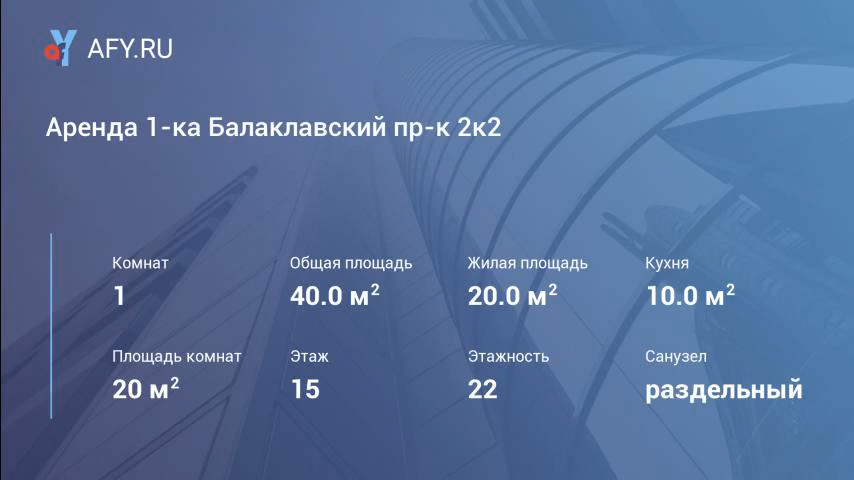 AFY.RU
Аренда 1-ка Балаклавский пр-к 2к2
Комнат
1
Общая площадь
40.0 м²
Жилая площадь
20.0 м²
Кухня
10.0 м²
Площадь комнат
20 м²
Этаж
15
Этажность
22
Санузел
раздельный